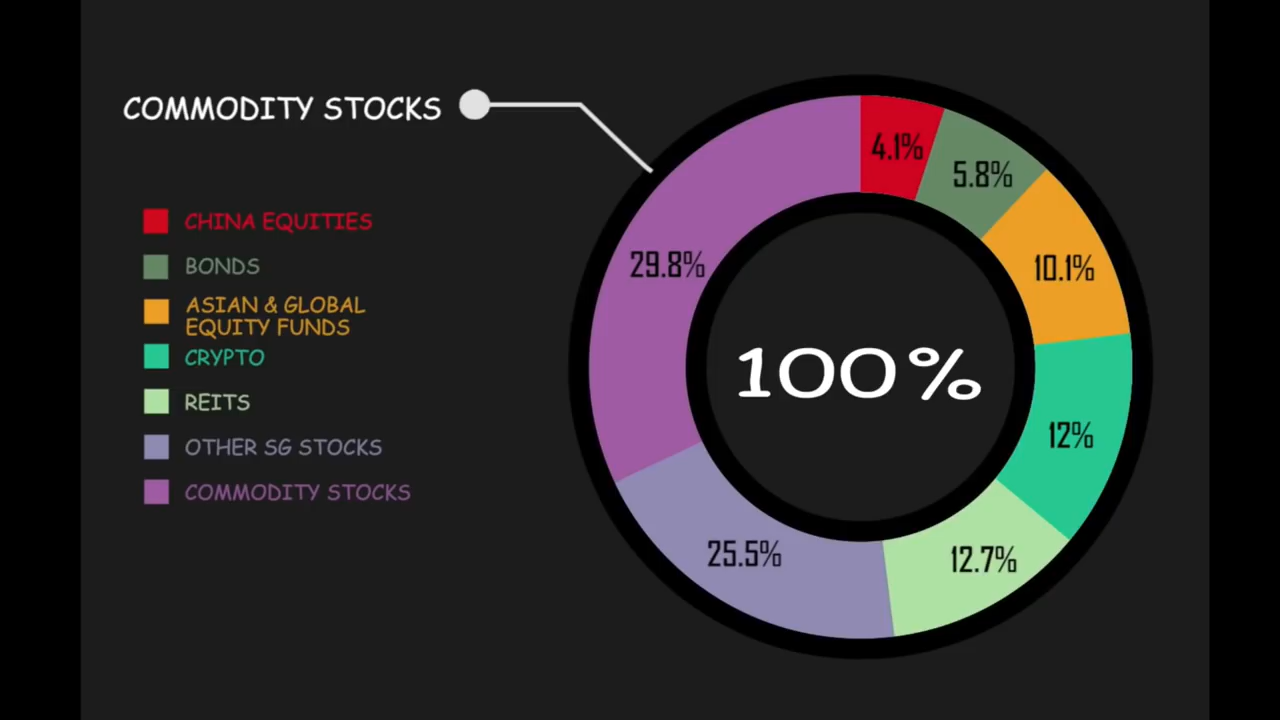 COMMODITY STOCKS
CHINA EQUITIES
BONDS
ASIAN & GLOBAL
EQUITY FUNDS
CRYPTO
REITS
OTHER SG STOCKS
COMMODITY STOCKS
4.1%
5.8%
10.1%
12%
12.7%
25.5%
29.8%
100%